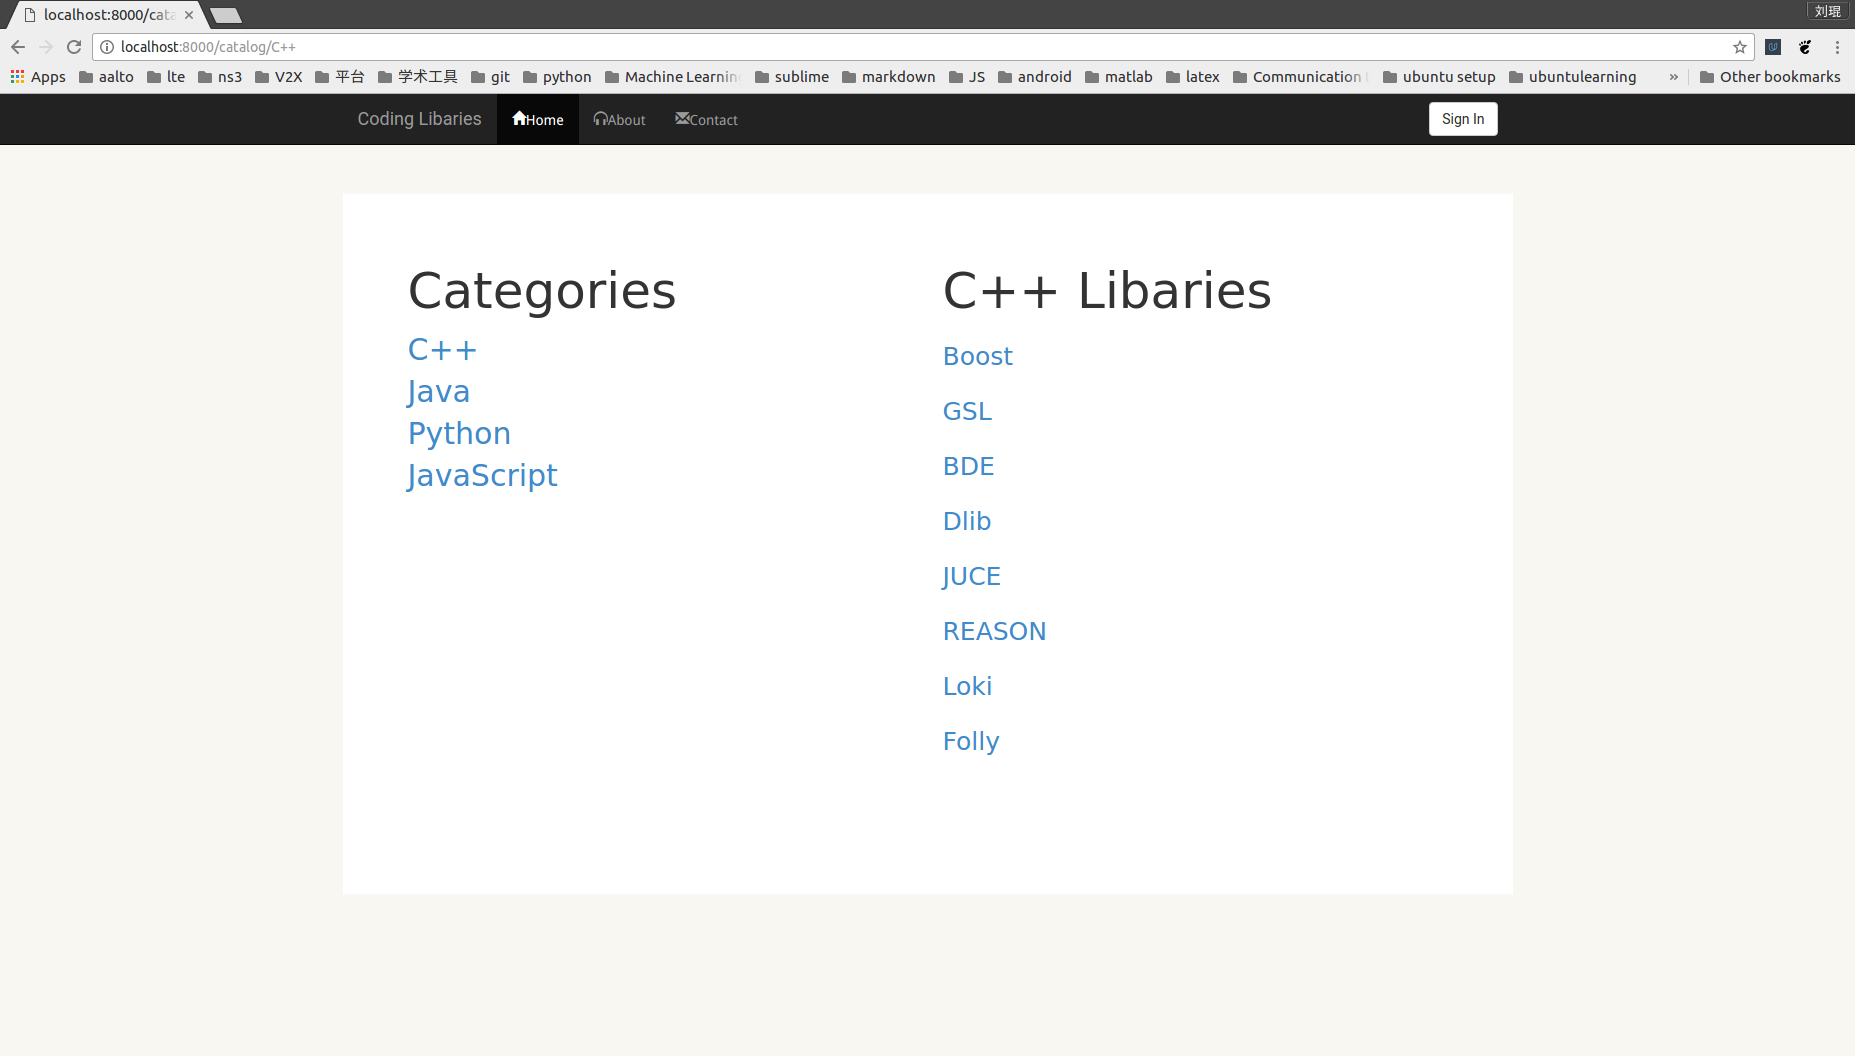 localhost:8000/cata
刘琨
localhost:8000/catalog/C++
Apps aalto lte ns3 V2X 平台 学术工具 git python Machine Learning sublime markdown JS android matlab latex Communication ubuntu setup ubuntulearning » Other bookmarks
Coding Libaries Home About Contact Sign In
Categories
C++
Java
Python
JavaScript
C++ Libaries
Boost
GSL
BDE
Dlib
JUCE
REASON
Loki
Folly